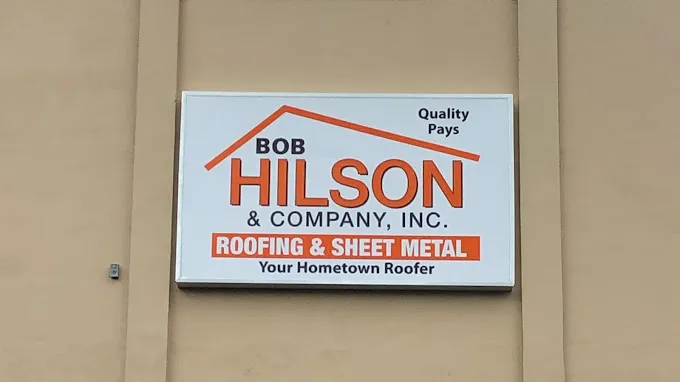 Quality
Pays
BOB
HILSON
& COMPANY, INC.
ROOFING & SHEET METAL
Your Hometown Roofer